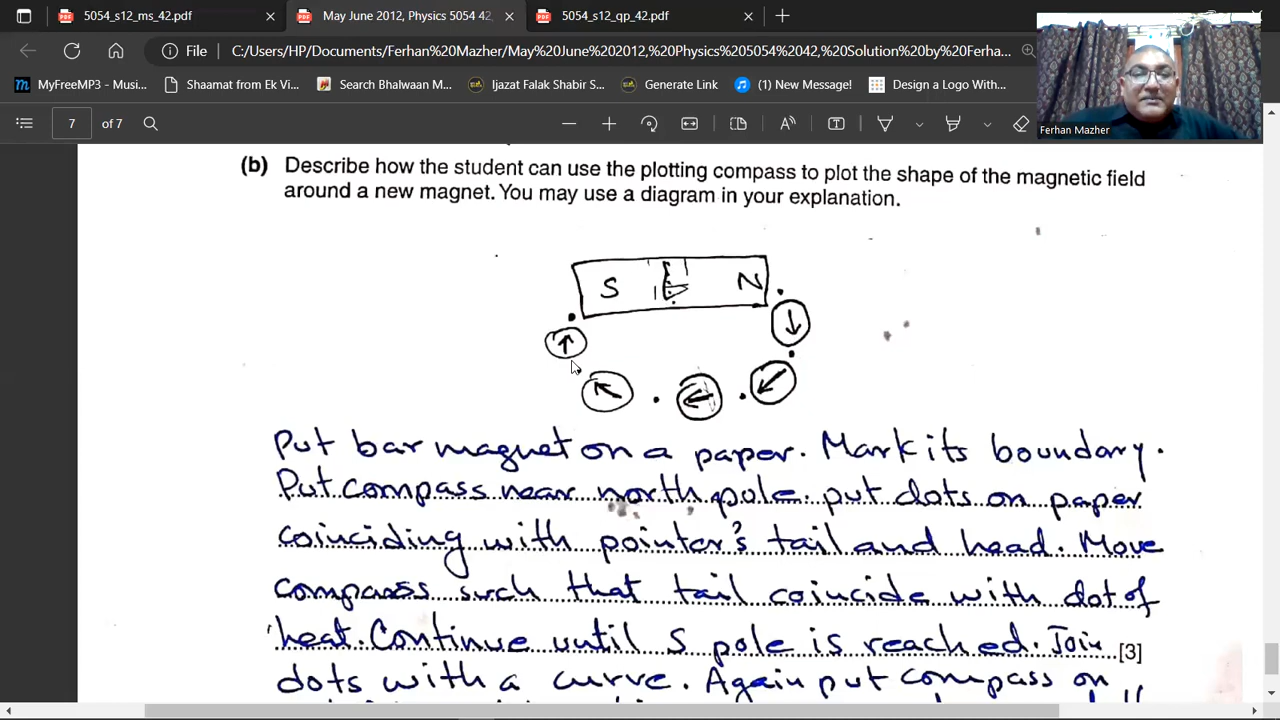 5054_s12_ms_42.pdf
May June 2012, Physics 5054 42,
5054_s12_qp_42.pdf
File
C:/Users/HP/Documents/Ferhan%20Mazher/May%20June%202012,%20Physics%205054%2042,%20Solution%20by%20Ferha...
MyFreeMP3 - Musi...
Shaamat from Ek Vi...
Search Bhalwaan M...
Ijazat Falak Shabir S...
Generate Link
(1) New Message!
Design a Logo With...
Ferhan Mazher
7 of 7
(b) Describe how the student can use the plotting compass to plot the shape of the magnetic field
around a new magnet. You may use a diagram in your explanation.
S N
Put bar magnet on a paper. Mark its boundary.
Put compass near north pole. put dots on paper
coinciding with pointer's tail and head. Move
compass such that tail coincide with dot of
heat. Continue until S pole is reached. Join
[3]
dots with a curve. Again put compass on